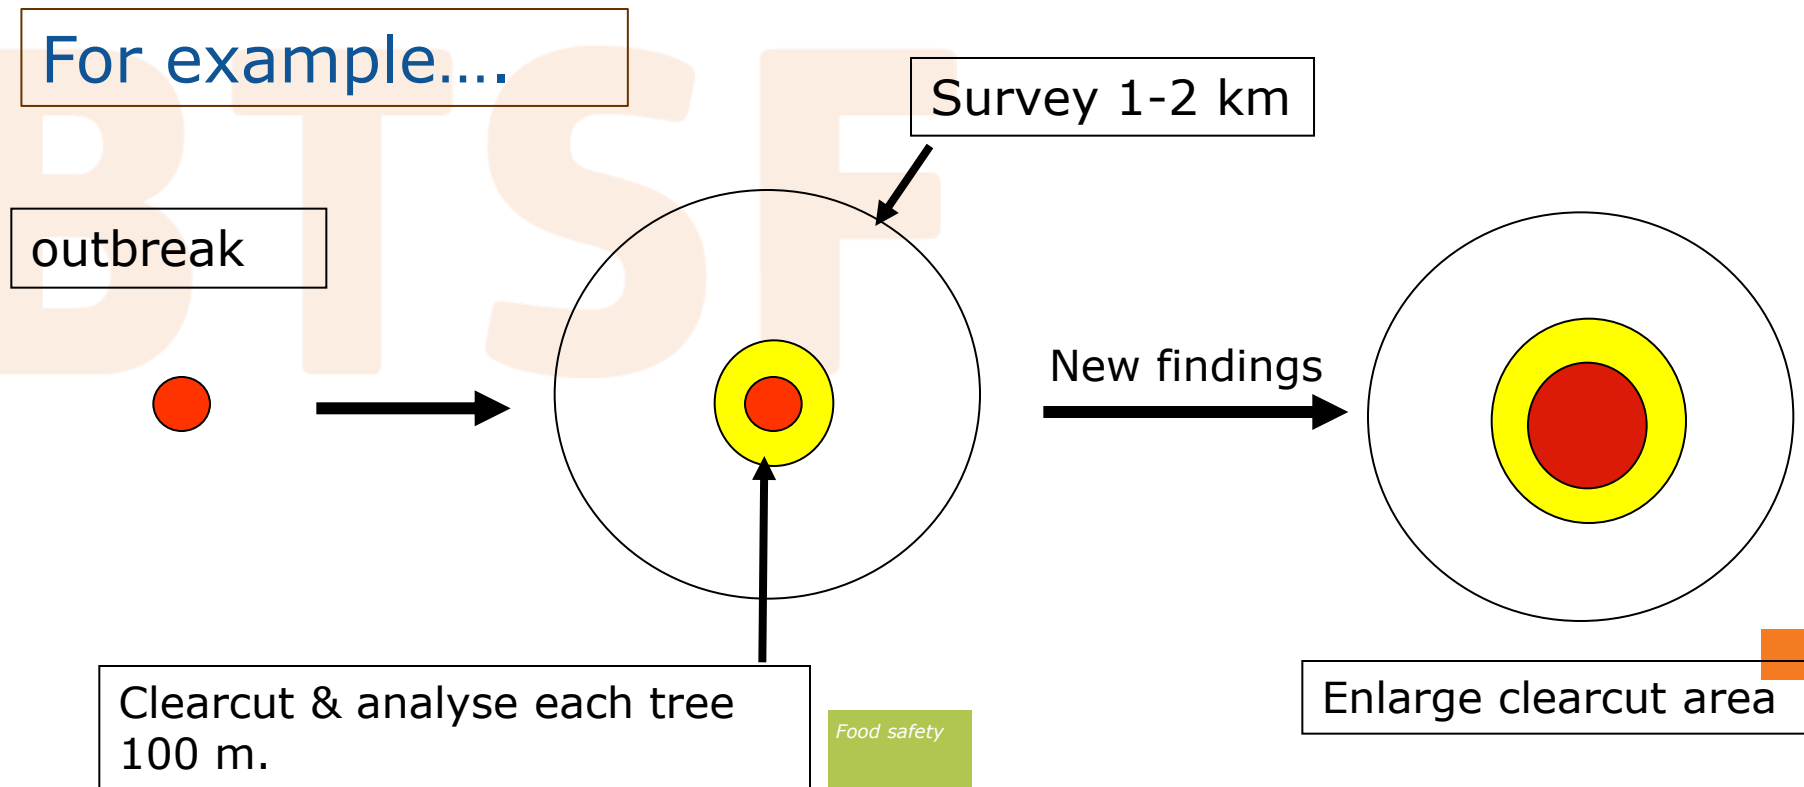 For example....
BTSF
Survey 1-2 km
outbreak
New findings
Clearcut & analyse each tree
100 m.
Food safety
Enlarge clearcut area